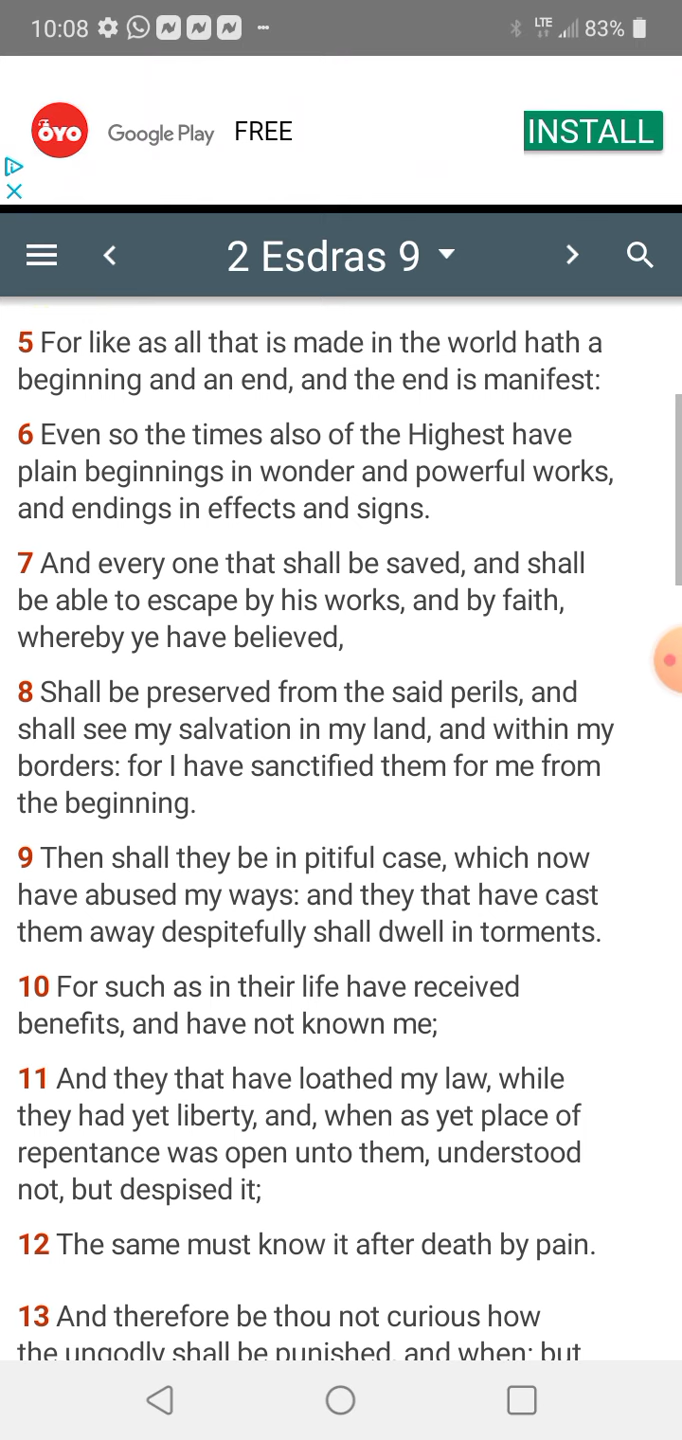 10:08 83%
LTE
ÖYO Google Play FREE INSTALL
2 Esdras 9
5 For like as all that is made in the world hath a
beginning and an end, and the end is manifest:
6 Even so the times also of the Highest have
plain beginnings in wonder and powerful works,
and endings in effects and signs.
7 And every one that shall be saved, and shall
be able to escape by his works, and by faith,
whereby ye have believed,
8 Shall be preserved from the said perils, and
shall see my salvation in my land, and within my
borders: for I have sanctified them for me from
the beginning.
9 Then shall they be in pitiful case, which now
have abused my ways: and they that have cast
them away despitefully shall dwell in torments.
10 For such as in their life have received
benefits, and have not known me;
11 And they that have loathed my law, while
they had yet liberty, and, when as yet place of
repentance was open unto them, understood
not, but despised it;
12 The same must know it after death by pain.
13 And therefore be thou not curious how
the ungodly shall be punished, and when: but